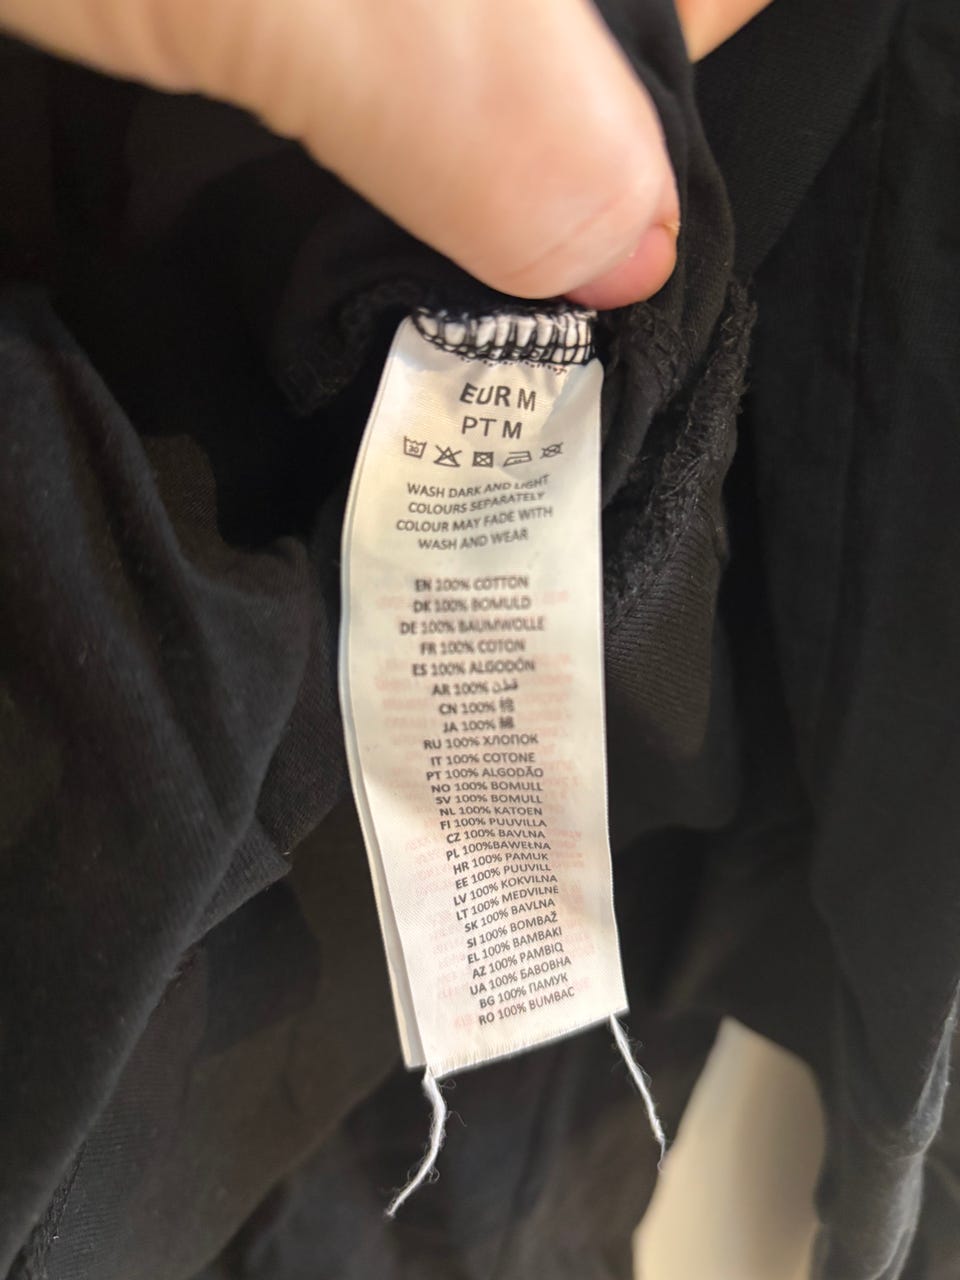 EUR M
PT M
30
WASH DARK AND LIGHT
COLOURS SEPARATELY
COLOUR MAY FADE WITH
WASH AND WEAR
EN 100% COTTON
DK 100% BOMULD
DE 100% BAUMWOLLE
FR 100% COTON
ES 100% ALGODÓN
AR 100% قطن
CN 100% 棉
JA 100% 綿
RU 100% ХЛОПОК
IT 100% COTONE
PT 100% ALGODÃO
NO 100% BOMULL
SV 100% BOMULL
NL 100% KATOEN
FI 100% PUUVILLA
CZ 100% BAVLNA
PL 100%BAWEŁNA
HR 100% PAMUK
EE 100% PUUVILL
LV 100% KOKVILNA
LT 100% MEDVILNĖ
SK 100% BAVLNA
SI 100% BOMBAŽ
EL 100% BAMBAKI
AZ 100% PAMBIQ
UA 100% БАВОВНА
BG 100% ПАМУК
RO 100% BUMBAC